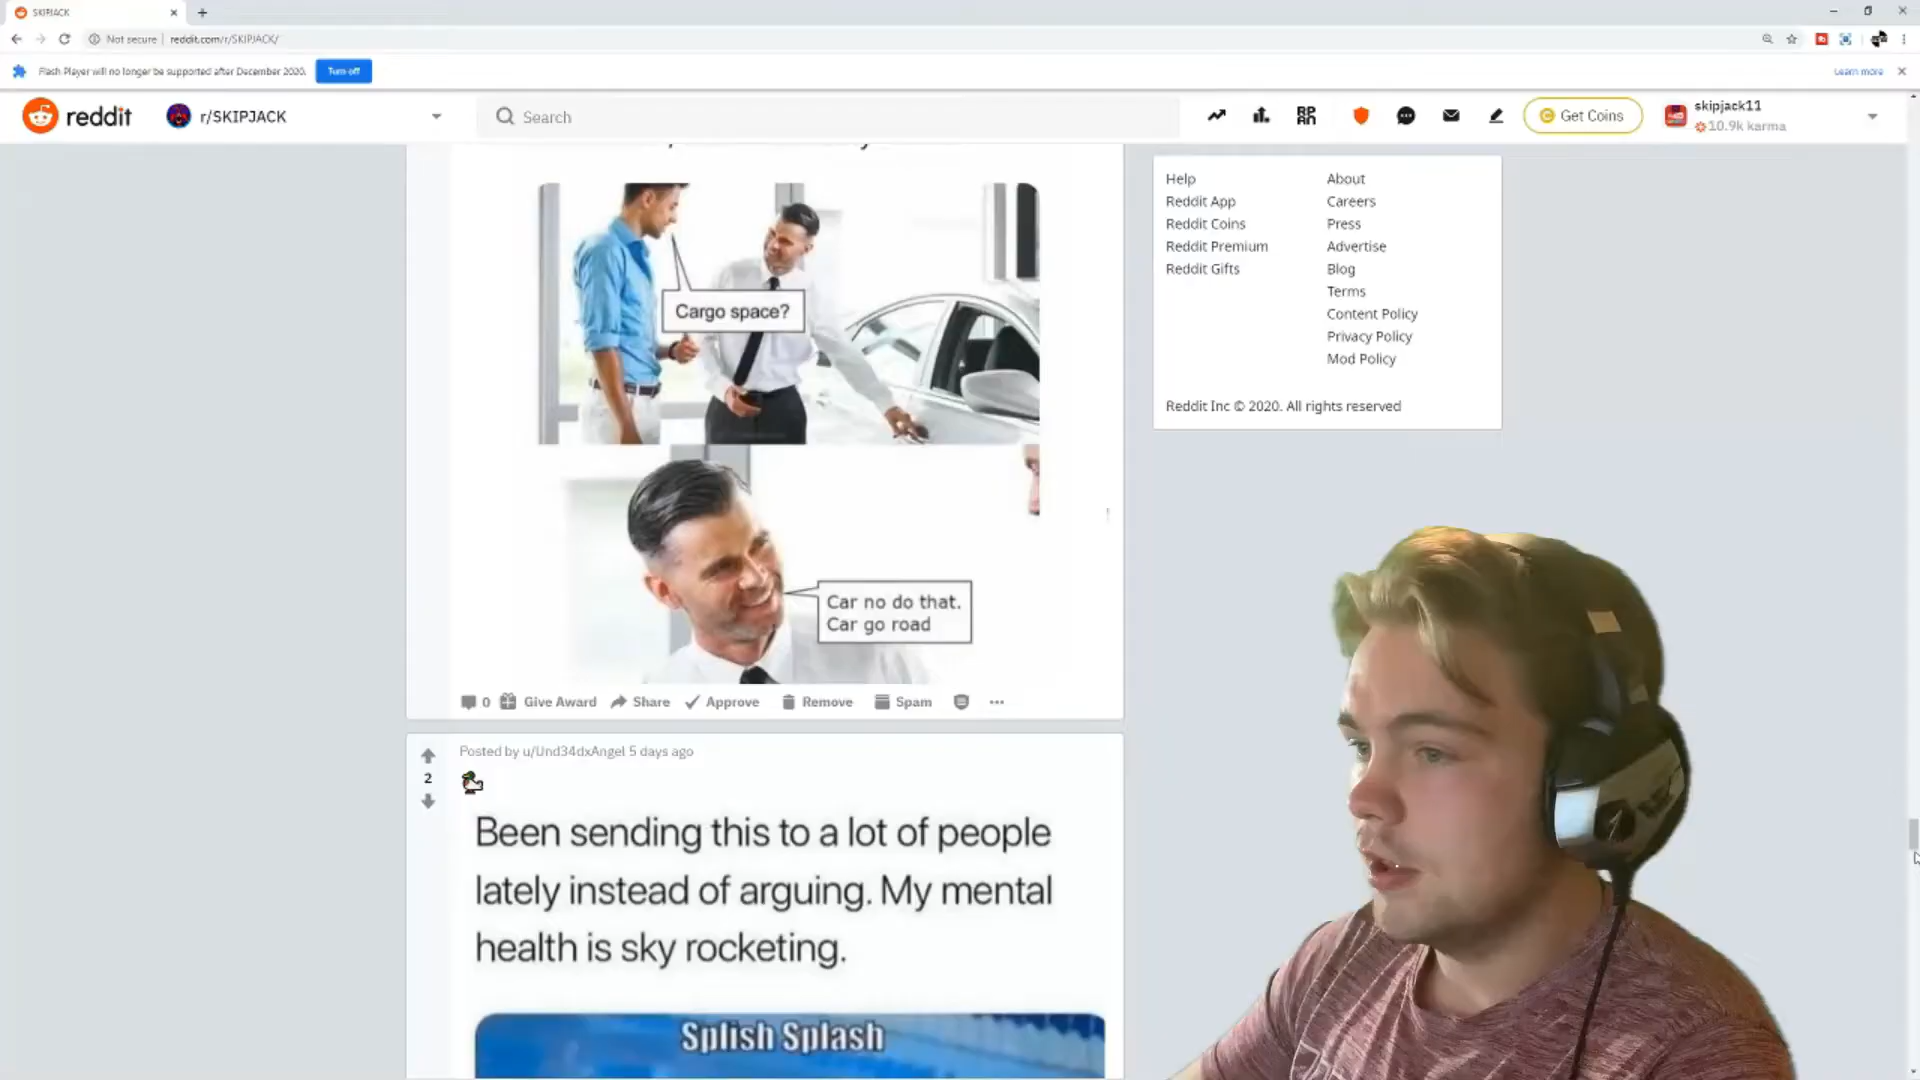 SKIPJACK
Not secure
reddit.com/r/SKIPJACK/
Flash Player will no longer be supported after December 2020.
Turn off
Learn more
reddit
r/SKIPJACK
Search
Get Coins
skipjack11
10.9k karma
Cargo space?
Car no do that.
Car go road
0
Give Award
Share
Approve
Remove
Spam
Help
About
Reddit App
Careers
Reddit Coins
Press
Reddit Premium
Advertise
Reddit Gifts
Blog
Terms
Content Policy
Privacy Policy
Mod Policy
Reddit Inc © 2020. All rights reserved
Posted by u/Und34dxAngel 5 days ago
2
Been sending this to a lot of people
lately instead of arguing. My mental
health is sky rocketing.
Splish Splash